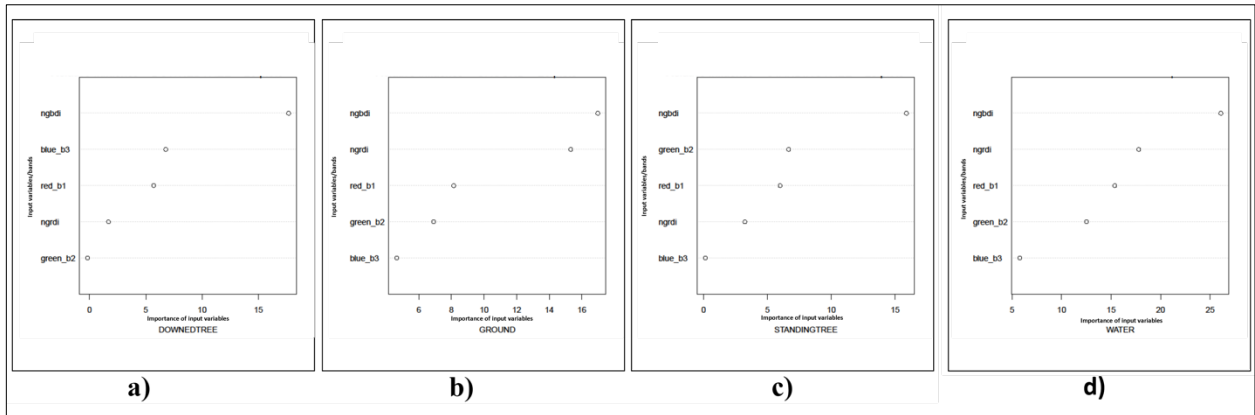 ngbdi
blue_b3
red_b1
ngrdi
green_b2
Input variables/bands
0 5 10 15
Importance of input variables
DOWNEDTREE
a)
ngbdi
ngrdi
red_b1
green_b2
blue_b3
Input variables/bands
6 8 10 12 14 16
Importance of input variables
GROUND
b)
ngbdi
green_b2
red_b1
ngrdi
blue_b3
Input variables/bands
0 5 10 15
Importance of input variables
STANDINGTREE
c)
ngbdi
ngrdi
red_b1
green_b2
blue_b3
Input variables/bands
5 10 15 20 25
Importance of input variables
WATER
d)